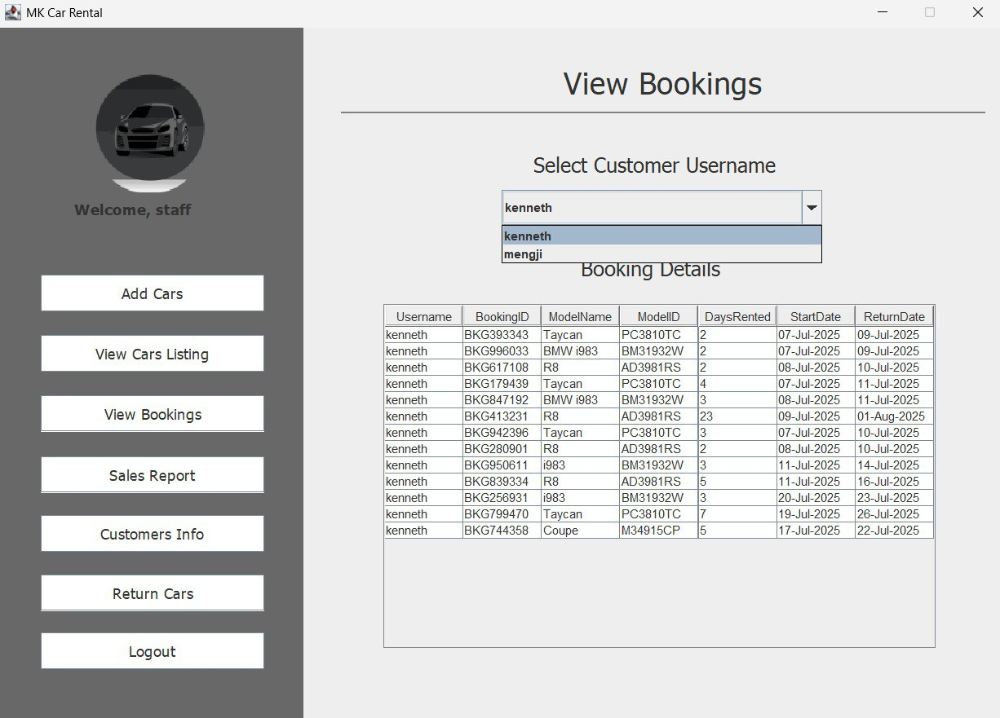 MK Car Rental
Welcome, staff
Add Cars
View Cars Listing
View Bookings
Sales Report
Customers Info
Return Cars
Logout
View Bookings
Select Customer Username
kenneth
kenneth
mengji
Booking Details
Username BookingID ModelName ModelID DaysRented StartDate ReturnDate
kenneth BKG393343 Taycan PC3810TC 2 07-Jul-2025 09-Jul-2025
kenneth BKG996033 BMW i983 BM31932W 2 07-Jul-2025 09-Jul-2025
kenneth BKG617108 R8 AD3981RS 2 08-Jul-2025 10-Jul-2025
kenneth BKG179439 Taycan PC3810TC 4 07-Jul-2025 11-Jul-2025
kenneth BKG847192 BMW i983 BM31932W 3 08-Jul-2025 11-Jul-2025
kenneth BKG413231 R8 AD3981RS 23 09-Jul-2025 01-Aug-2025
kenneth BKG942396 Taycan PC3810TC 3 07-Jul-2025 10-Jul-2025
kenneth BKG280901 R8 AD3981RS 2 08-Jul-2025 10-Jul-2025
kenneth BKG950611 i983 BM31932W 3 11-Jul-2025 14-Jul-2025
kenneth BKG839334 R8 AD3981RS 5 11-Jul-2025 16-Jul-2025
kenneth BKG256931 i983 BM31932W 3 20-Jul-2025 23-Jul-2025
kenneth BKG799470 Taycan PC3810TC 7 19-Jul-2025 26-Jul-2025
kenneth BKG744358 Coupe M34915CP 5 17-Jul-2025 22-Jul-2025